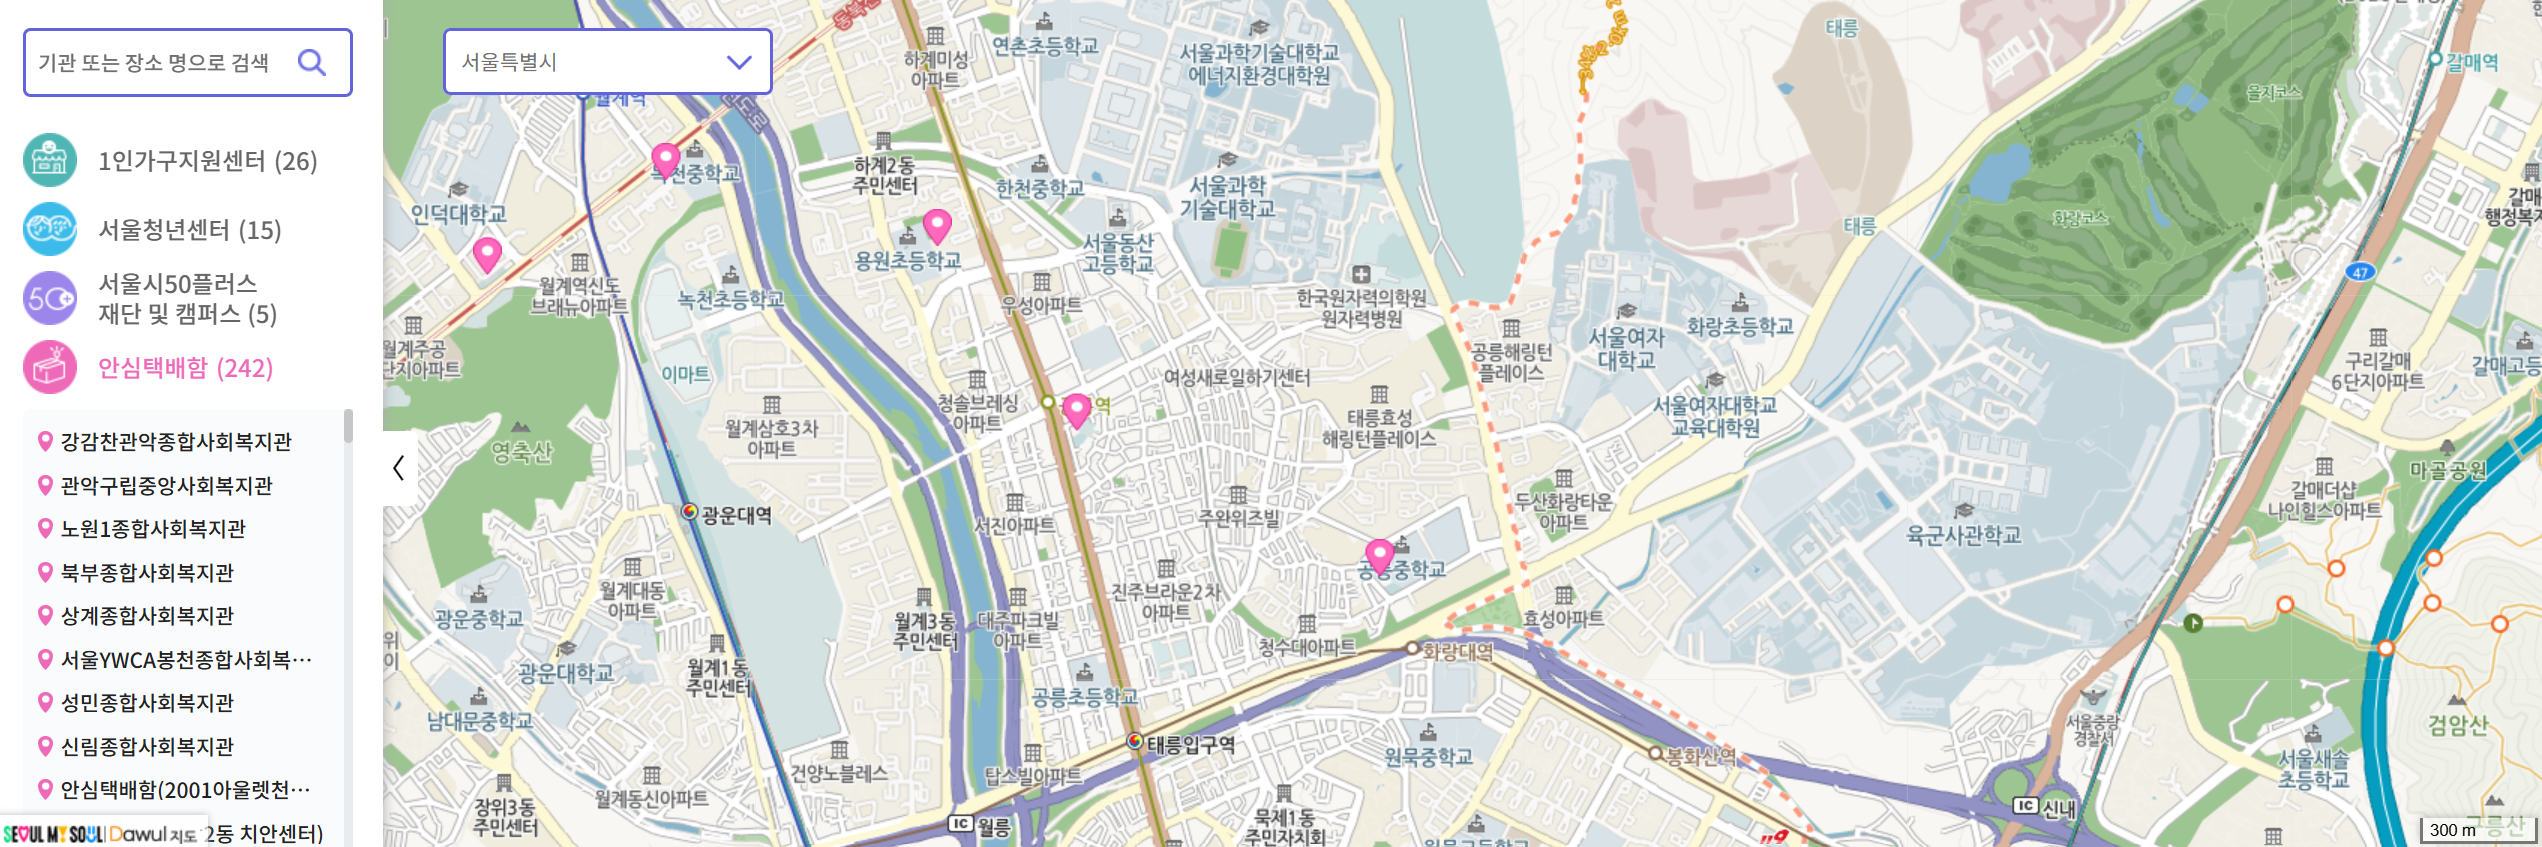 기관 또는 장소 명으로 검색
1인가구지원센터 (26)
서울청년센터 (15)
서울시50플러스
재단 및 캠퍼스 (5)
안심택배함 (242)
강감찬관악종합사회복지관
관악구립중앙사회복지관
노원1종합사회복지관
북부종합사회복지관
상계종합사회복지관
서울YWCA봉천종합사회복…
성민종합사회복지관
신림종합사회복지관
안심택배함(2001아울렛천…
2동 치안센터)
SEOUL MY SOUL
Dawul 지도
서울특별시
월계역
하계미성
아파트
연촌초등학교
서울과학기술대학교
에너지환경대학원
태릉
을지코스
갈매역
인덕대학교
하계2동
주민센터
한천중학교
서울과학
기술대학교
서울동산
고등학교
용원초등학교
태릉
화랑코스
47
월계역신도
브래뉴아파트
녹천초등학교
우성아파트
한국원자력의학원
원자력병원
서울여자
대학교
화랑초등학교
공릉해링턴
플레이스
월계주공
단지아파트
이마트
여성새로일하기센터
구리갈매
6단지아파트
청솔브레싱
아파트
월계삼호3차
아파트
태릉효성
해링턴플레이스
서울여자대학교
교육대학원
영축산
광운대역
서진아파트
주완위즈빌
두산화랑타운
아파트
육군사관학교
갈매더샵
나인힐스아파트
마골공원
공릉중학교
월계대동
아파트
광운중학교
진주브라운2차
아파트
월계3동
주민센터
대주파크빌
아파트
효성아파트
청수대아파트
화랑대역
광운대학교
월계1동
주민센터
공릉초등학교
남대문중학교
태릉입구역
원묵중학교
봉화산역
서울중랑
경찰서
검암산
서울새솔
초등학교
건양노블레스
탑스빌아파트
월계동신아파트
장위3동
주민센터
IC 월릉
묵제1동
주민자치회
IC 신내
300 m